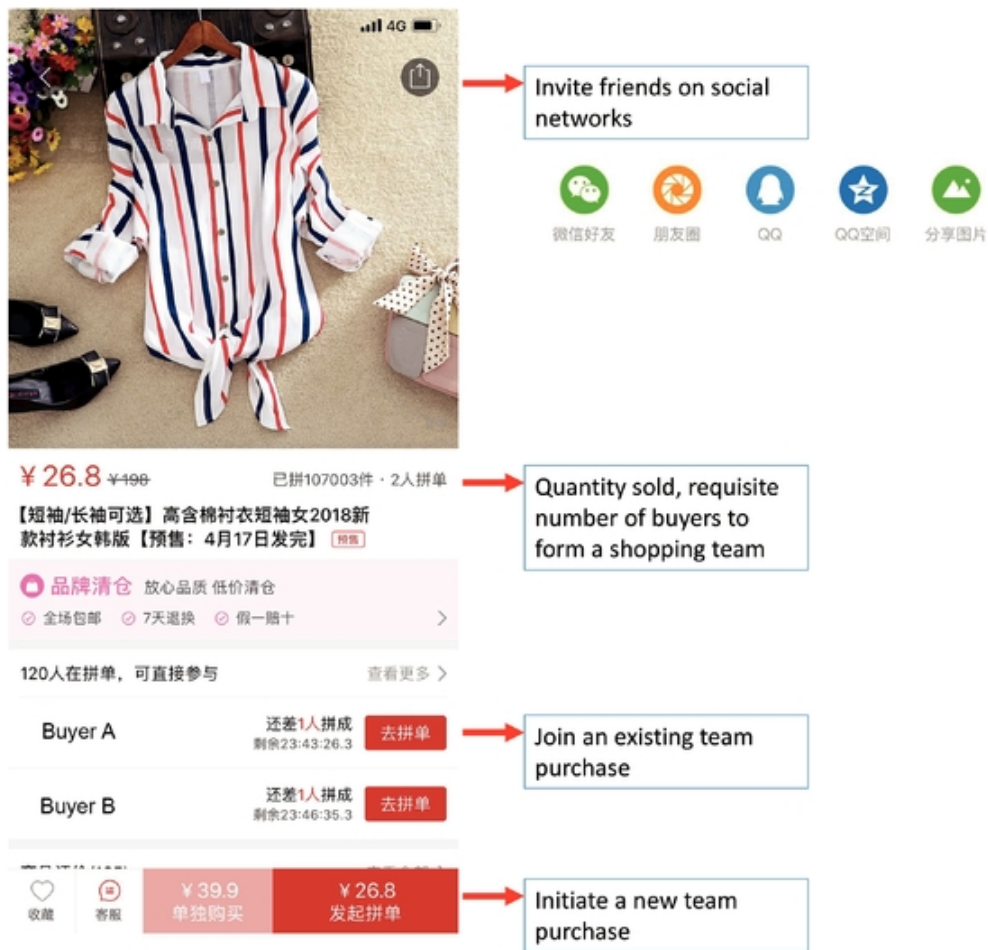 4G
Invite friends on social
networks
微信好友
朋友圈
QQ
QQ空间
分享图片
¥ 26.8 ¥198
已拼107003件 · 2人拼单
Quantity sold, requisite
number of buyers to
form a shopping team
【短袖/长袖可选】高含棉衬衣短袖女2018新
款衬衫女韩版【预售：4月17日发完】 预售
品牌清仓 放心品质 低价清仓
全场包邮 7天退换 假一赔十
120人在拼单，可直接参与
查看更多
Buyer A
还差1人拼成
剩余23:43:26.3
去拼单
Join an existing team
purchase
Buyer B
还差1人拼成
剩余23:46:35.3
去拼单
收藏
客服
¥ 39.9
单独购买
¥ 26.8
发起拼单
Initiate a new team
purchase